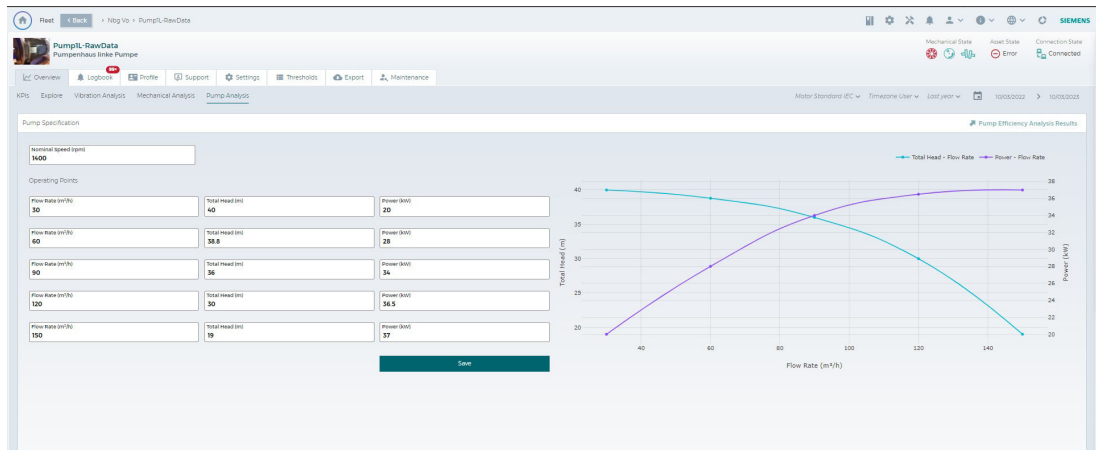 Fleet < Back > Nbg Vo > Pump1L-RawData
SIEMENS
Pump1L-RawData
Pumpenhaus linke Pumpe
Mechanical State Asset State Connection State
Error Connected
99+
Overview Logbook Profile Support Settings Thresholds Export Maintenance
KPIs Explore Vibration Analysis Mechanical Analysis Pump Analysis
Motor Standard IEC Timezone User Last year 10/03/2022 > 10/03/2023
Pump Specification
Pump Efficiency Analysis Results
Nominal Speed (rpm)
1400
Operating Points
Flow Rate (m³/h) Total Head (m) Power (kW)
30 40 20
Flow Rate (m³/h) Total Head (m) Power (kW)
60 38.8 28
Flow Rate (m³/h) Total Head (m) Power (kW)
90 36 34
Flow Rate (m³/h) Total Head (m) Power (kW)
120 30 36.5
Flow Rate (m³/h) Total Head (m) Power (kW)
150 19 37
Save
Total Head - Flow Rate Power - Flow Rate
Total Head (m)
40
35
30
25
20
38
36
34
32
30
28
26
24
22
20
Power (kW)
40 60 80 100 120 140
Flow Rate (m³/h)